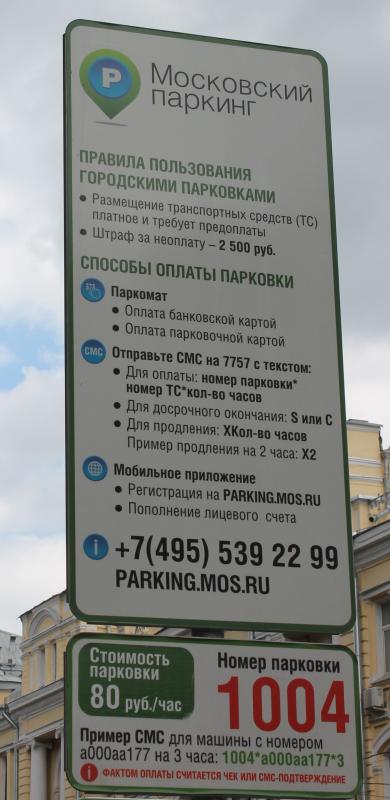 P
Московский
паркинг
ПРАВИЛА ПОЛЬЗОВАНИЯ
ГОРОДСКИМИ ПАРКОВКАМИ
• Размещение транспортных средств (ТС)
платное и требует предоплаты
• Штраф за неоплату – 2 500 руб.
СПОСОБЫ ОПЛАТЫ ПАРКОВКИ
Паркомат
• Оплата банковской картой
• Оплата парковочной картой
СМС Отправьте СМС на 7757 с текстом:
• Для оплаты: номер парковки*
номер ТС*кол-во часов
• Для досрочного окончания: S или С
• Для продления: ХКол-во часов
Пример продления на 2 часа: Х2
Мобильное приложение
• Регистрация на PARKING.MOS.RU
• Пополнение лицевого счета
i +7(495) 539 22 99
PARKING.MOS.RU
Стоимость
парковки
80 руб./час
Номер парковки
1004
Пример СМС для машины с номером
а000аа177 на 3 часа: 1004*а000аа177*3
i ФАКТОМ ОПЛАТЫ СЧИТАЕТСЯ ЧЕК ИЛИ СМС-ПОДТВЕРЖДЕНИЕ